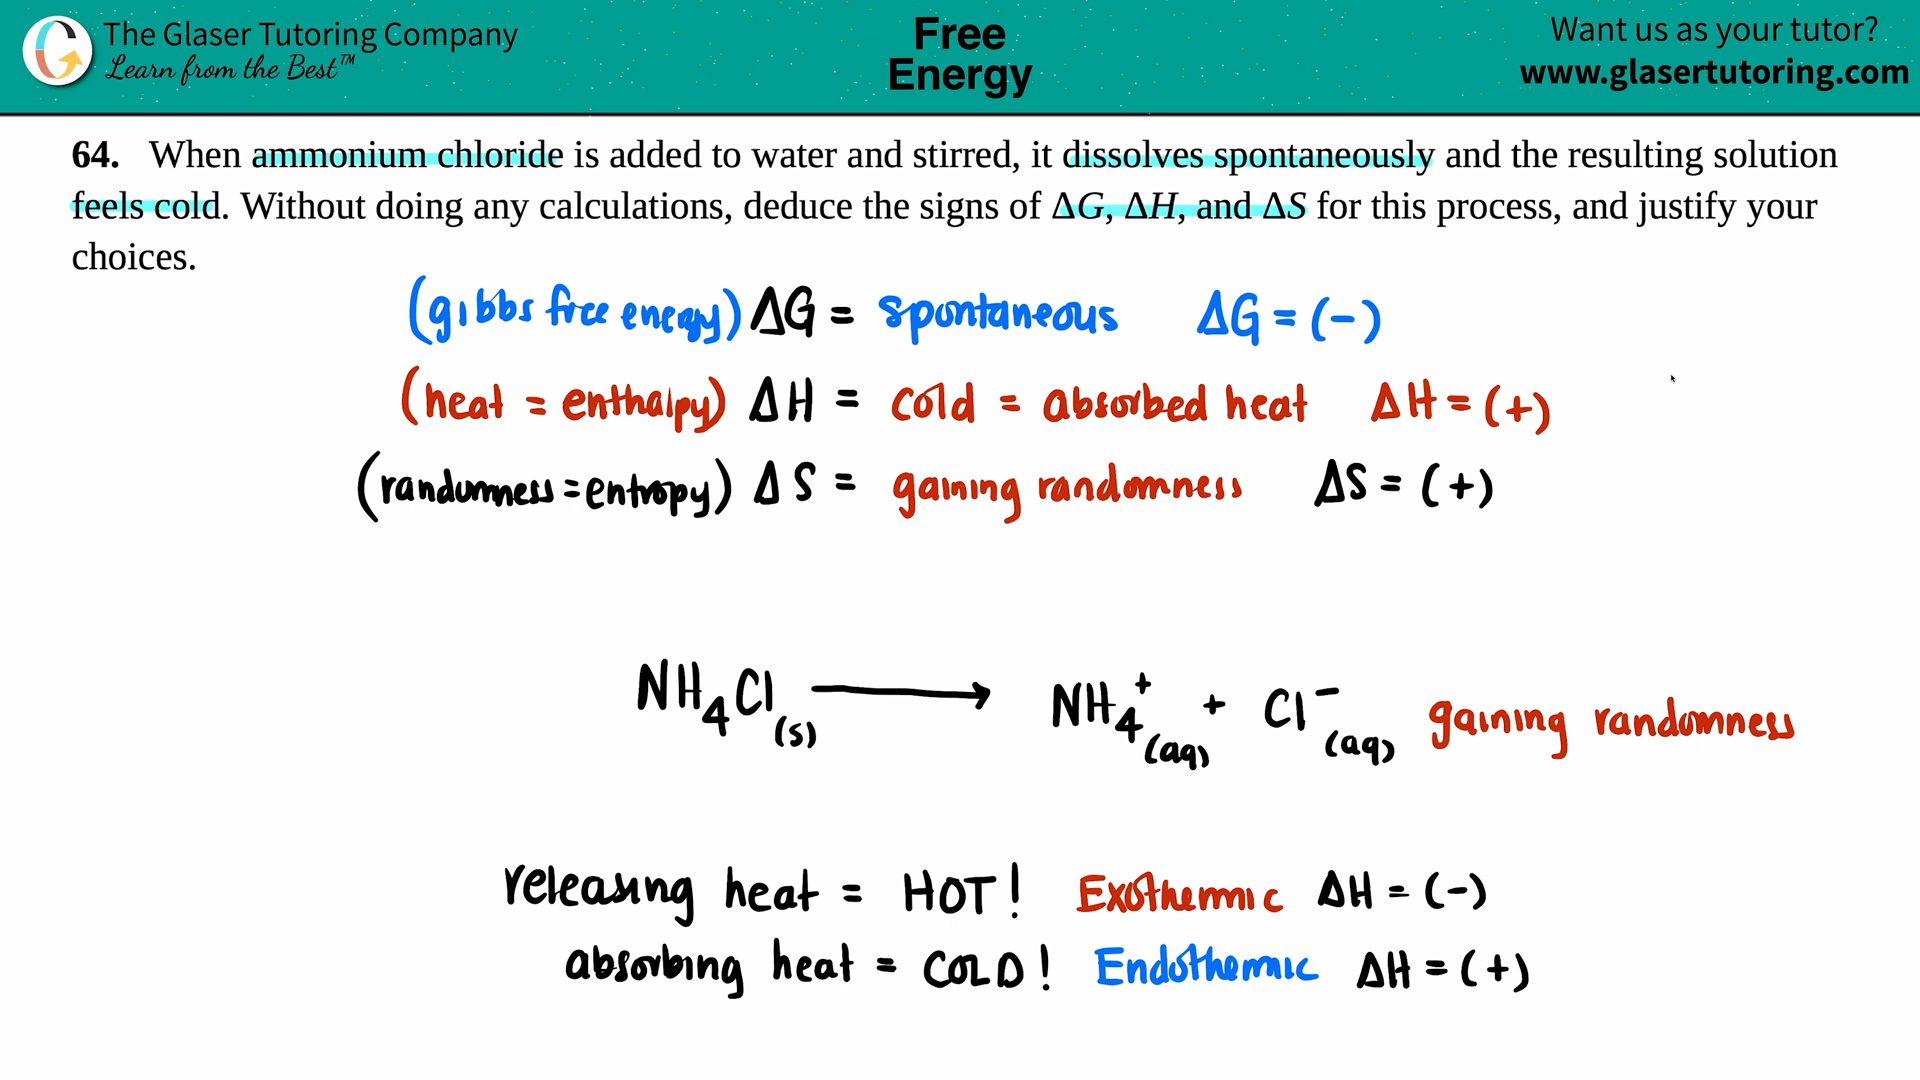 The Glaser Tutoring Company
Learn from the Best™
Free
Energy
Want us as your tutor?
www.glasertutoring.com
64. When ammonium chloride is added to water and stirred, it dissolves spontaneously and the resulting solution
feels cold. Without doing any calculations, deduce the signs of ΔG, ΔH, and ΔS for this process, and justify your
choices.
(gibbs free energy) ΔG = spontaneous ΔG = (-)
(heat = enthalpy) ΔH = cold = absorbed heat ΔH = (+)
(randomness = entropy) ΔS = gaining randomness ΔS = (+)
NH₄Cl(s) ⟶ NH₄⁺(aq) + Cl⁻(aq) gaining randomness
releasing heat = HOT! Exothermic ΔH = (-)
absorbing heat = COLD! Endothermic ΔH = (+)